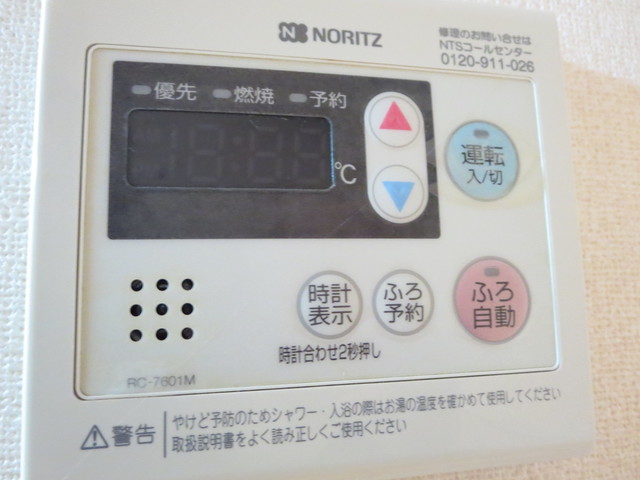 NORITZ
修理のお問い合せは
NTSコールセンター
0120-911-026
優先 燃焼 予約
℃
運転
入/切
時計
表示
ふろ
予約
ふろ
自動
時計合わせ2秒押し
RC-7601M
警告
やけど予防のためシャワー・入浴の際はお湯の温度を確かめて使用してください
取扱説明書をよく読み正しくご使用ください